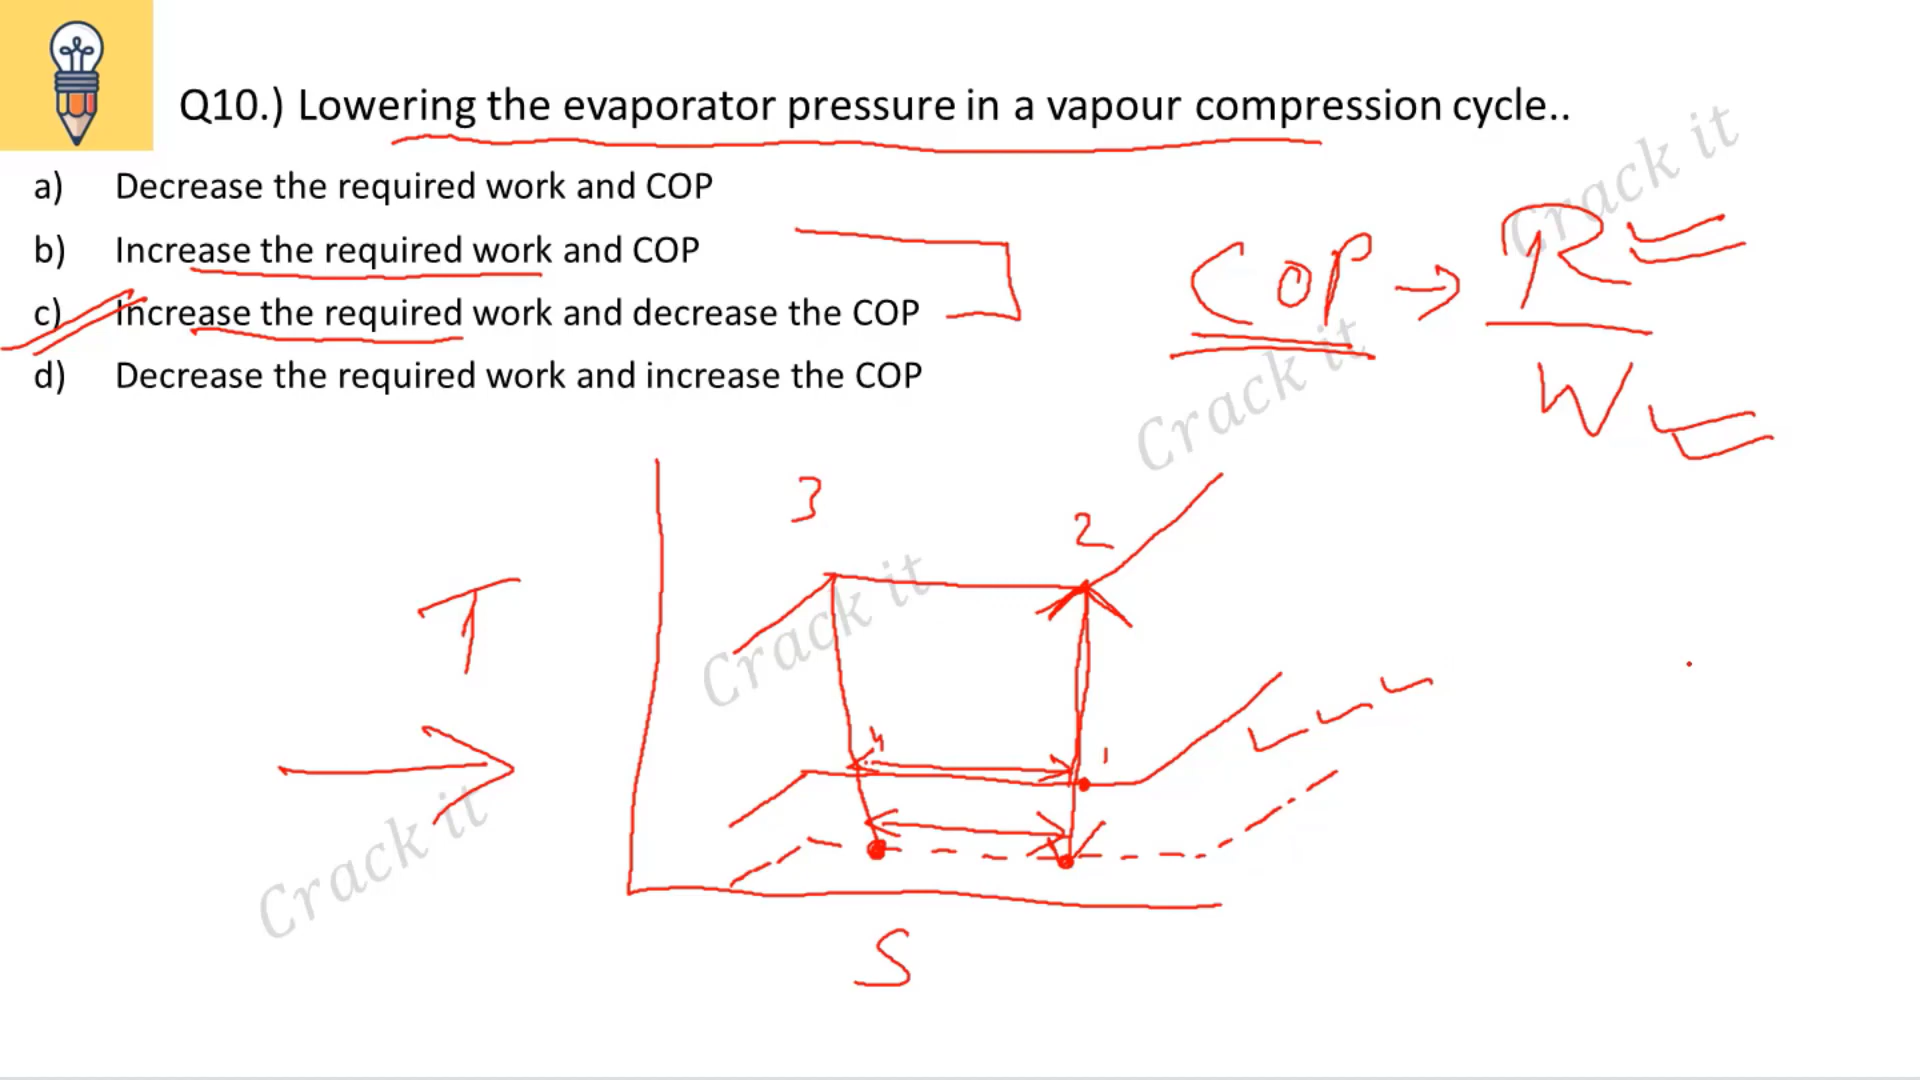 Q10.) Lowering the evaporator pressure in a vapour compression cycle..
a) Decrease the required work and COP
b) Increase the required work and COP
c) Increase the required work and decrease the COP
d) Decrease the required work and increase the COP
COP → R
W
Crack it
Crack it
3
2
T
Crack it
4
1
Crack it
S